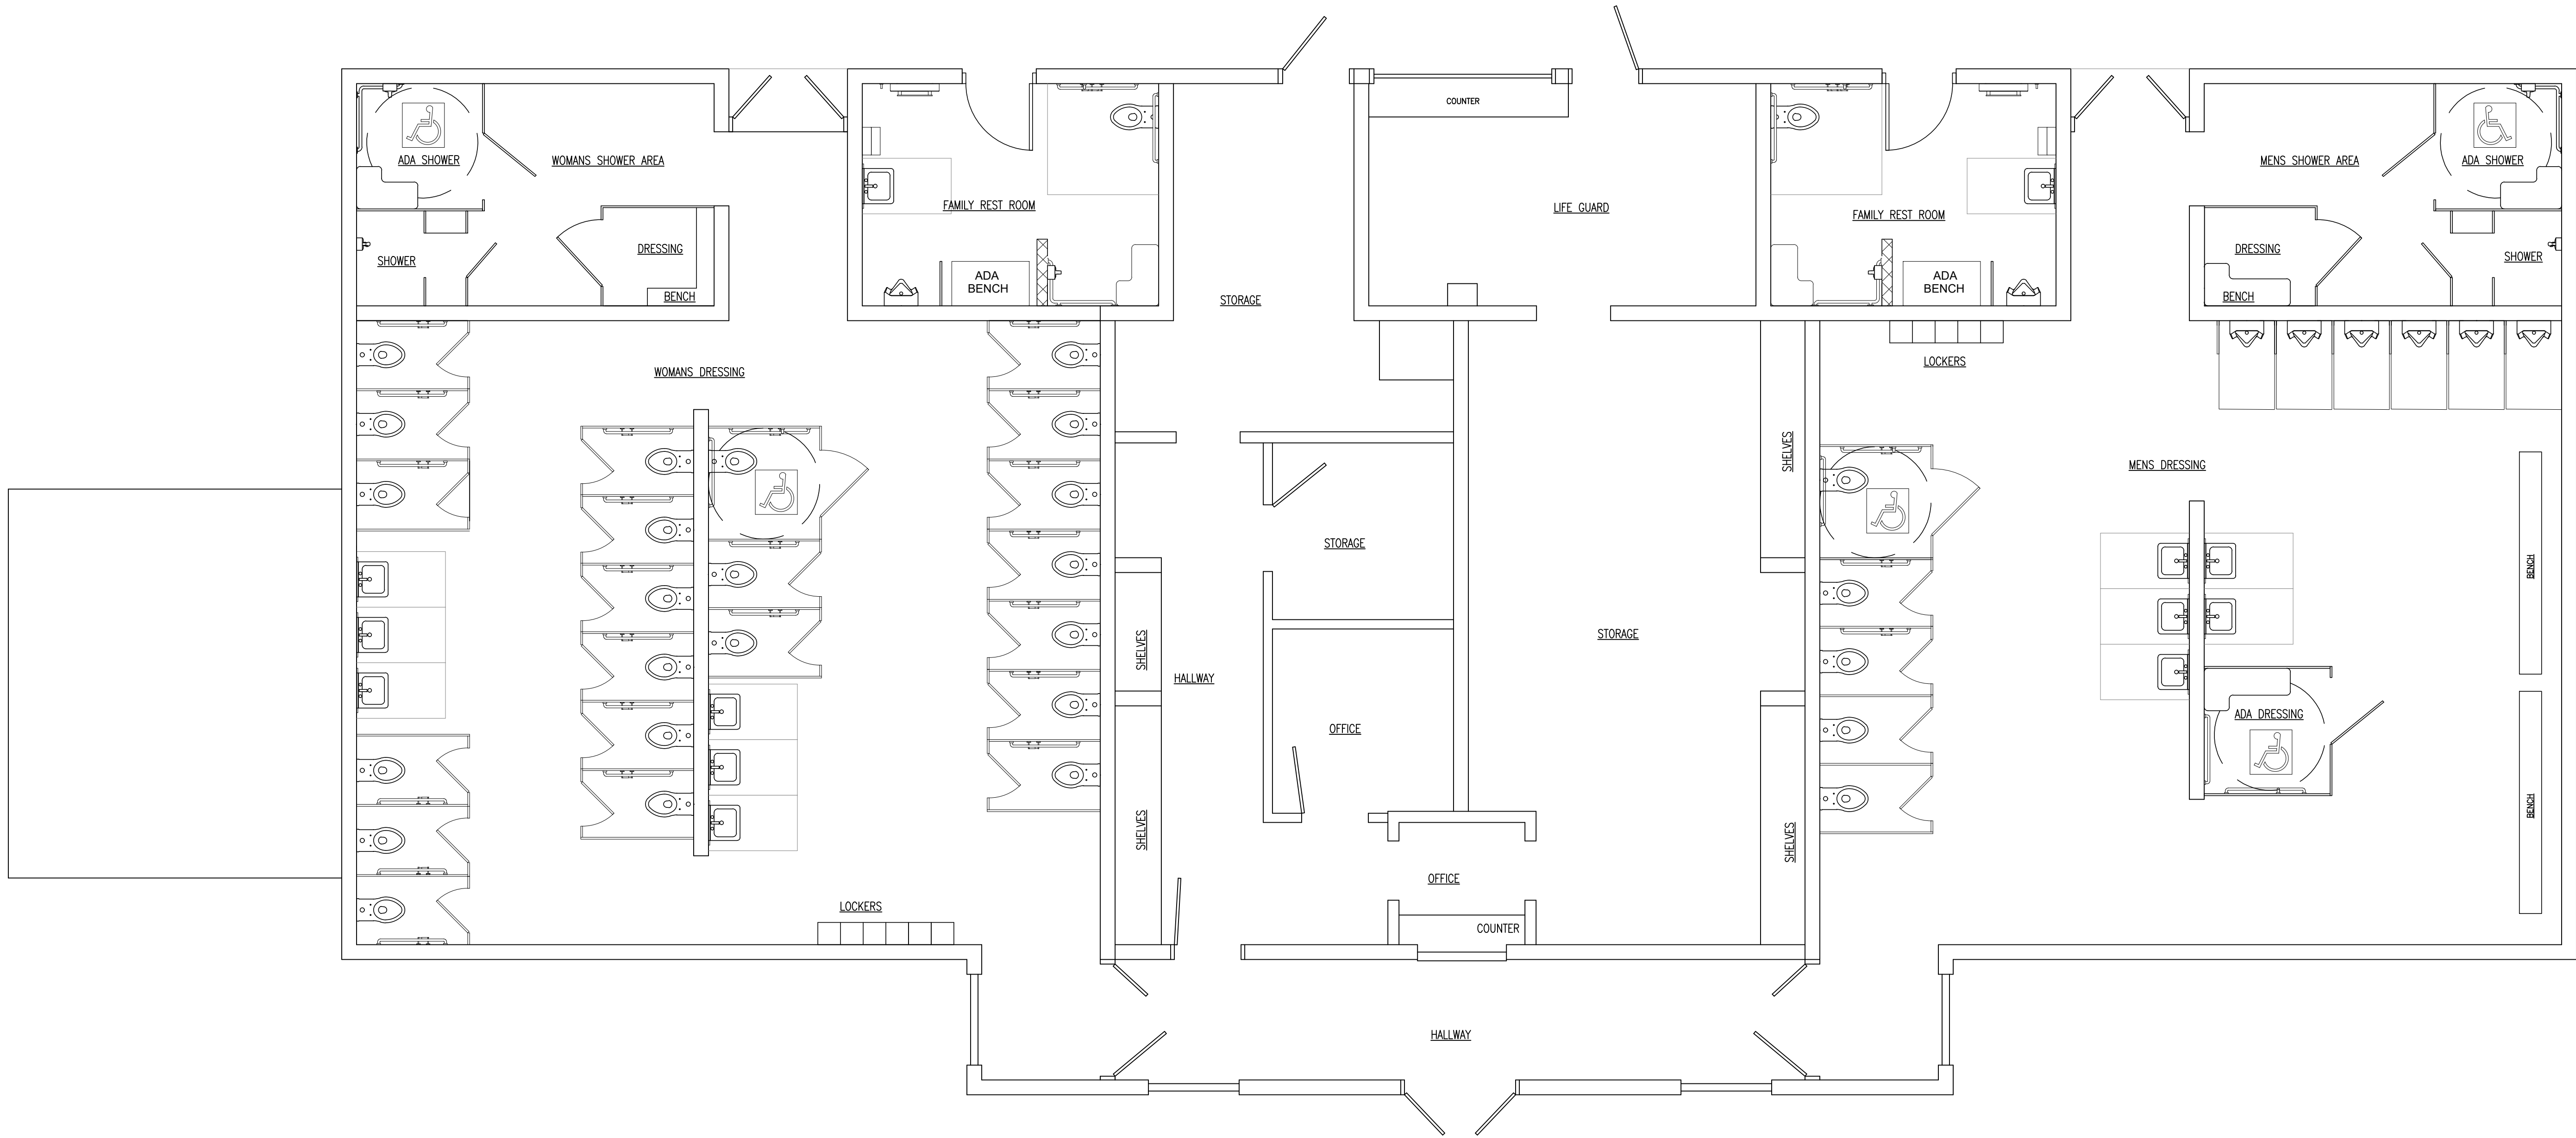 COUNTER
ADA SHOWER
WOMANS SHOWER AREA
MENS SHOWER AREA
ADA SHOWER
FAMILY REST ROOM
LIFE GUARD
FAMILY REST ROOM
DRESSING
DRESSING
SHOWER
SHOWER
ADA
BENCH
ADA
BENCH
BENCH
BENCH
STORAGE
LOCKERS
WOMANS DRESSING
SHELVES
MENS DRESSING
STORAGE
BENCH
SHELVES
STORAGE
HALLWAY
ADA DRESSING
OFFICE
BENCH
SHELVES
SHELVES
OFFICE
LOCKERS
COUNTER
HALLWAY